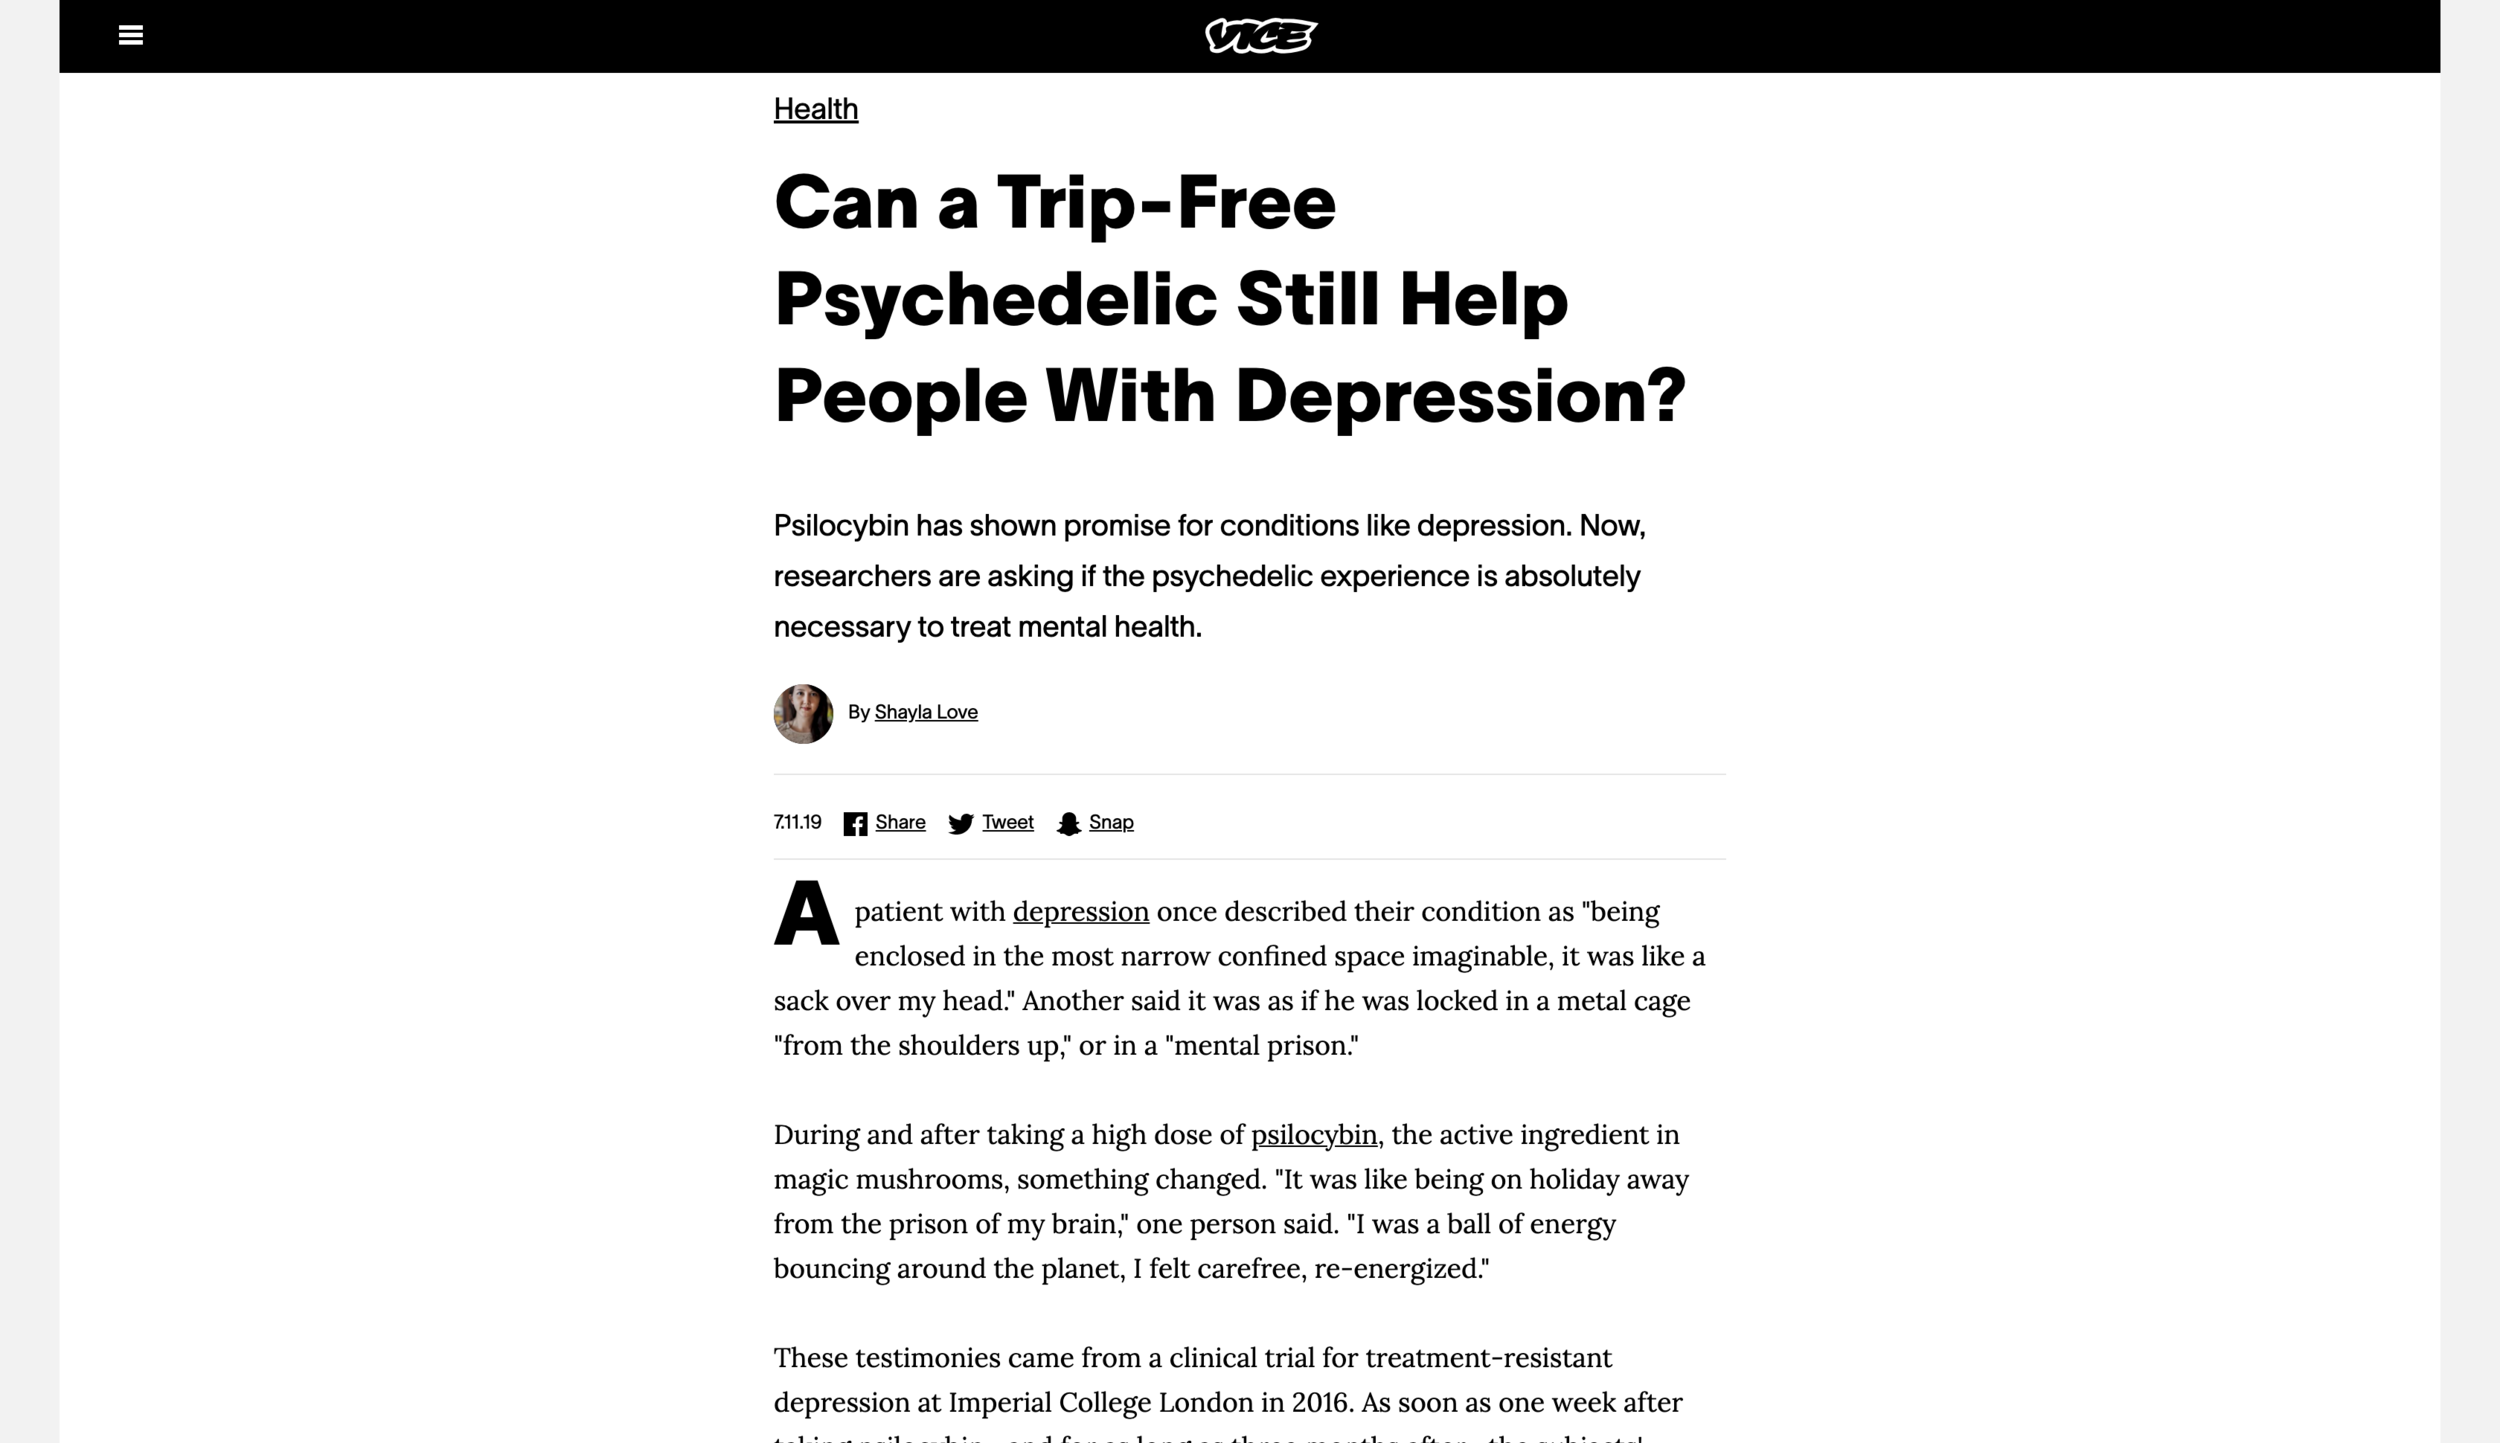 VICE
Health
Can a Trip-Free
Psychedelic Still Help
People With Depression?
Psilocybin has shown promise for conditions like depression. Now,
researchers are asking if the psychedelic experience is absolutely
necessary to treat mental health.
By Shayla Love
7.11.19 Share Tweet Snap
A patient with depression once described their condition as "being
enclosed in the most narrow confined space imaginable, it was like a
sack over my head." Another said it was as if he was locked in a metal cage
"from the shoulders up," or in a "mental prison."
During and after taking a high dose of psilocybin, the active ingredient in
magic mushrooms, something changed. "It was like being on holiday away
from the prison of my brain," one person said. "I was a ball of energy
bouncing around the planet, I felt carefree, re-energized."
These testimonies came from a clinical trial for treatment-resistant
depression at Imperial College London in 2016. As soon as one week after